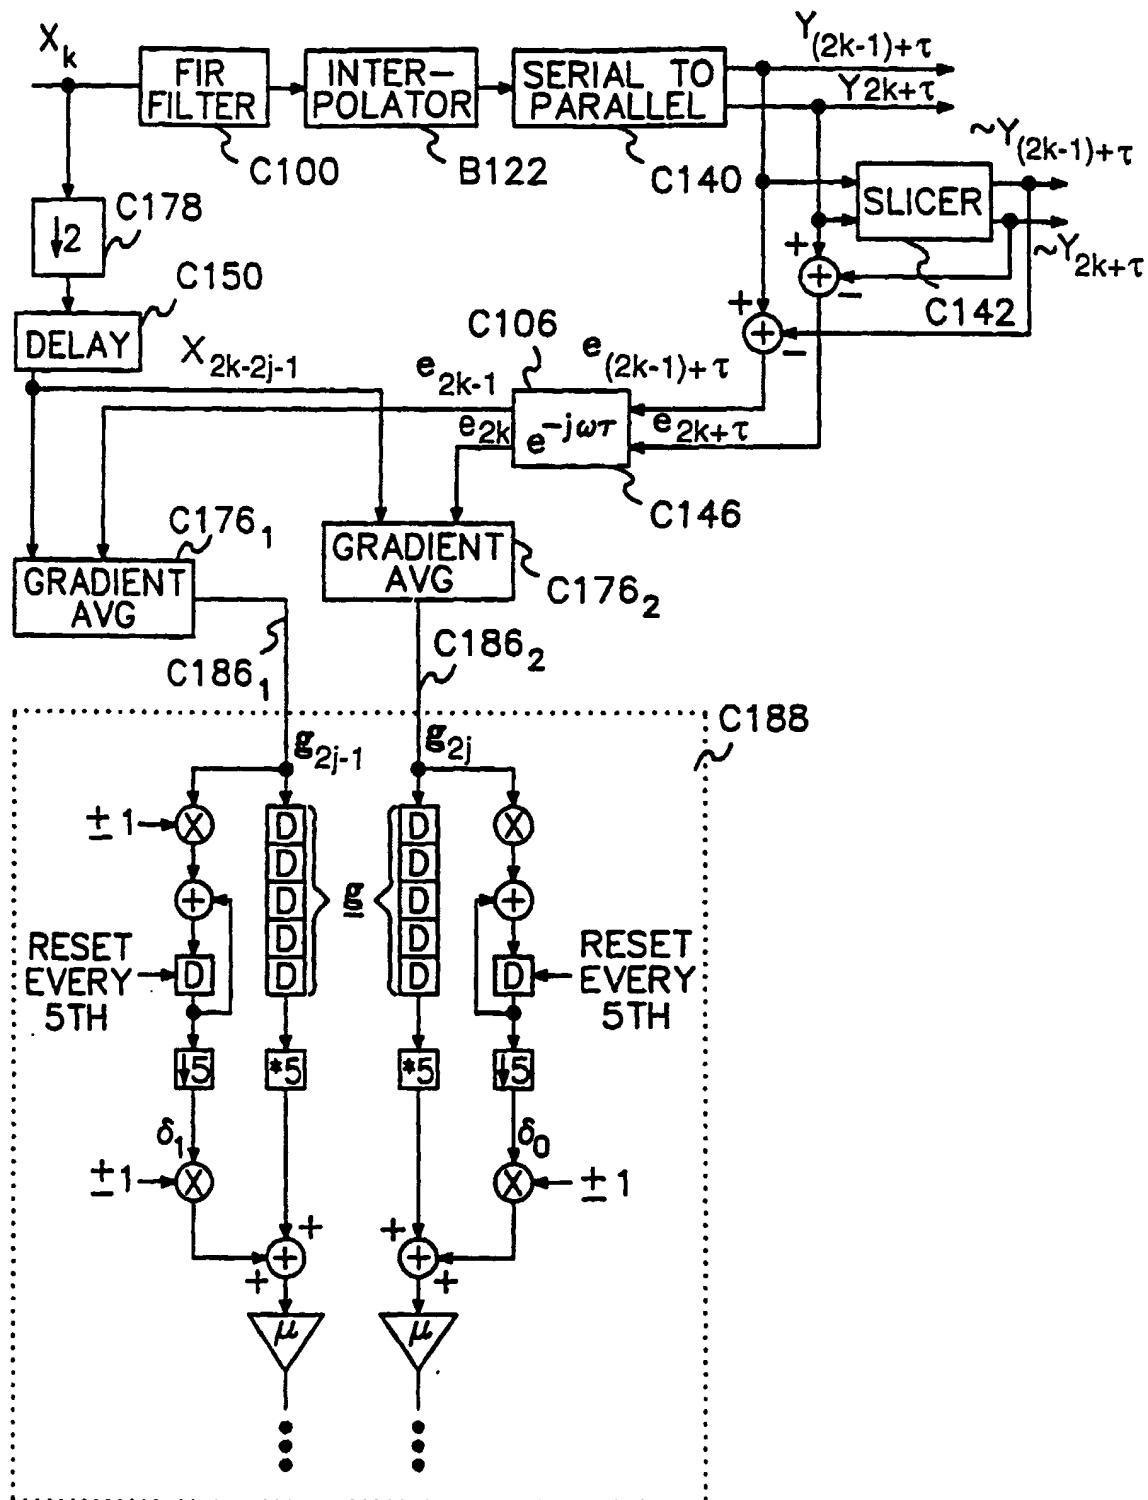 X_k
Y_(2k-1)+τ
FIR FILTER
INTER-POLATOR
SERIAL TO PARALLEL
Y_2k+τ
C100
B122
C140
~Y_(2k-1)+τ
SLICER
~Y_2k+τ
C142
+
+
−
+
+
−
C178
↓2
C150
DELAY
X_2k-2j-1
C106
e_2k-1
e_(2k-1)+τ
e_2k
e^-jωτ
e_2k+τ
C146
C176_1
GRADIENT AVG
GRADIENT AVG
C176_2
C186_1
C186_2
C188
g_2j-1
g_2j
± 1
X
D
D
X
D
D
+
D
g
D
+
D
D
RESET EVERY 5TH
D
D
D
D
RESET EVERY 5TH
↓5
*5
*5
↓5
δ_1
δ_0
± 1
X
X
± 1
+
+
+
+
+
+
μ
μ